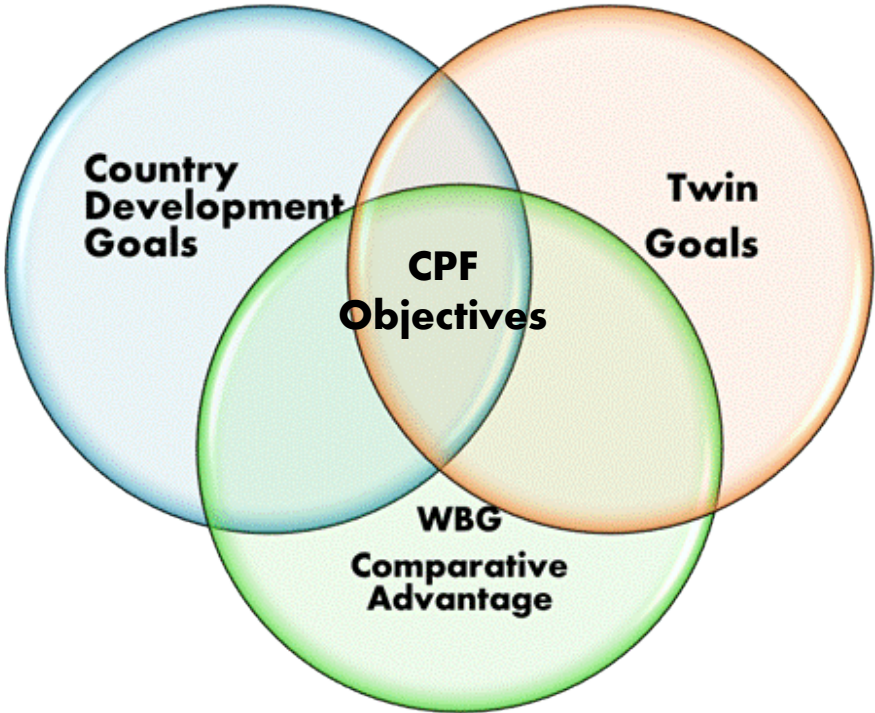 Country
Development
Goals
Twin
Goals
CPF
Objectives
WBG
Comparative
Advantage